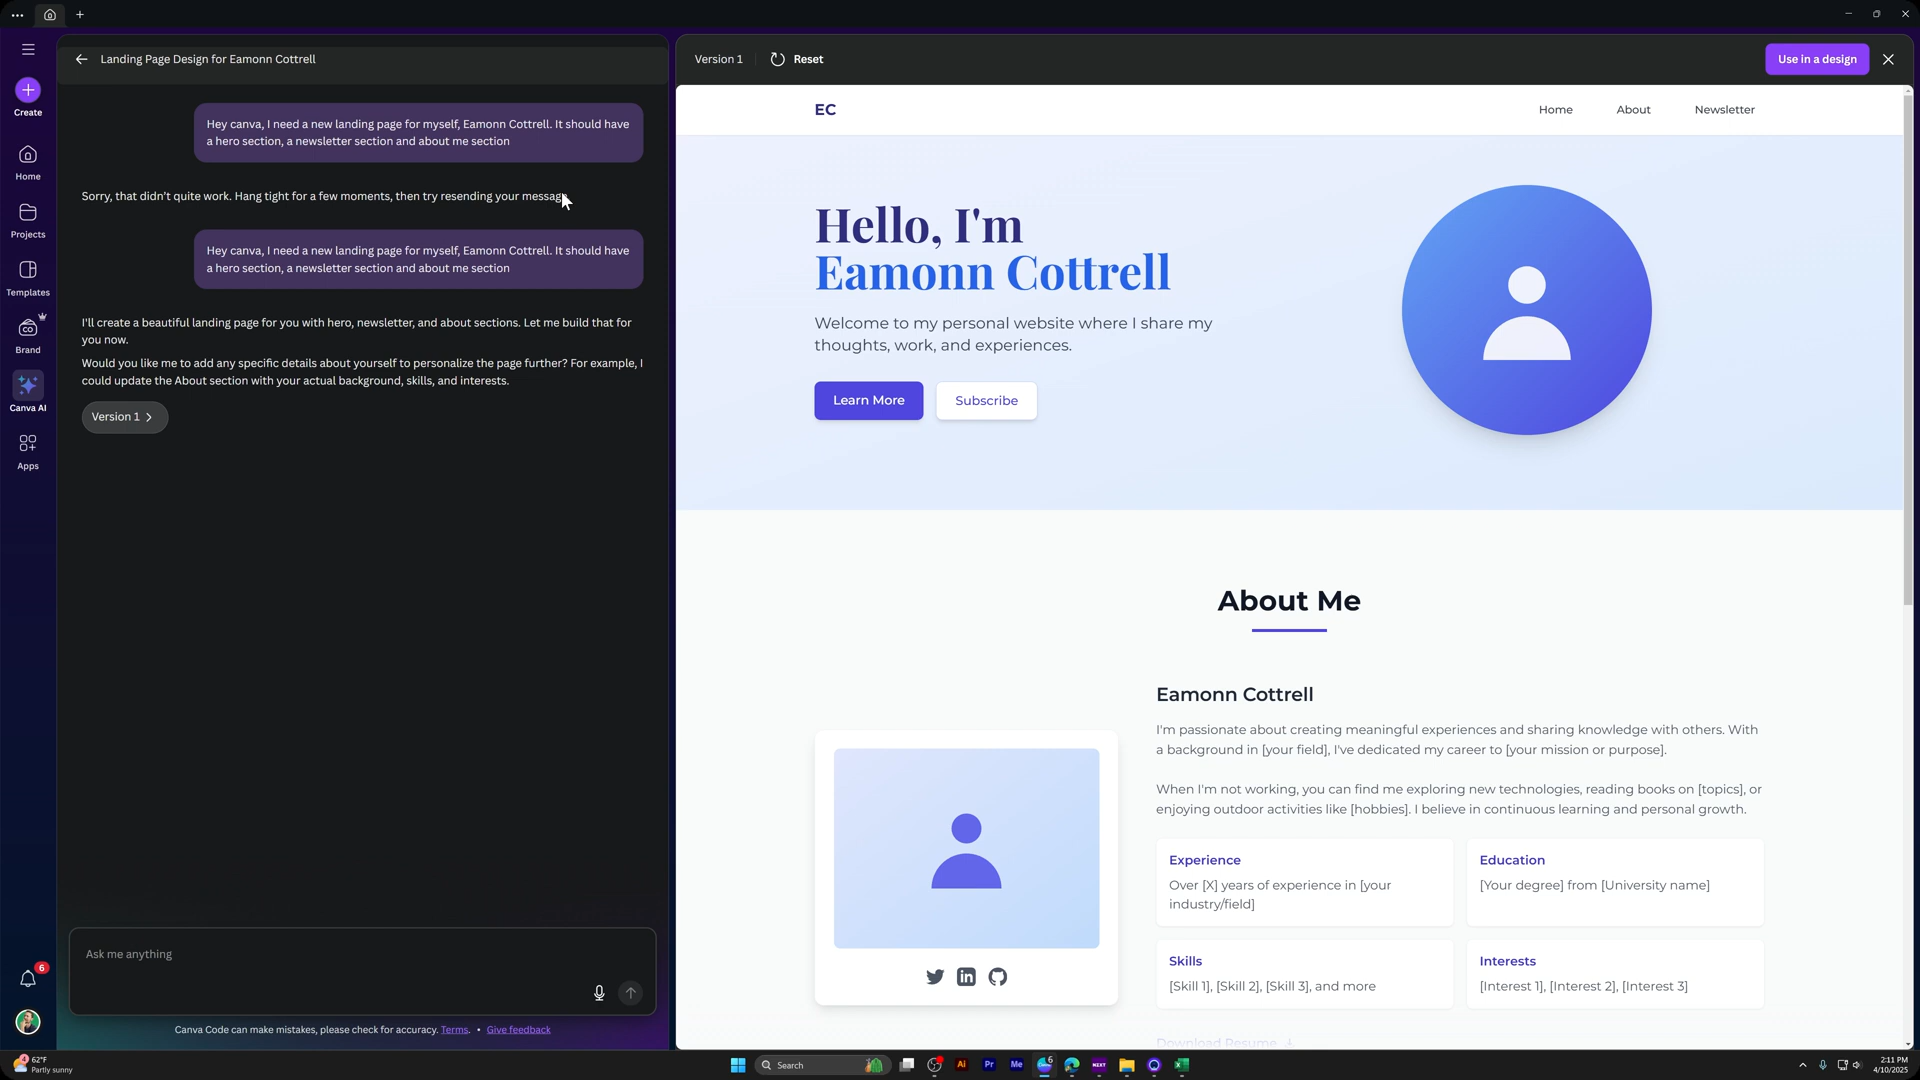 Landing Page Design for Eamonn Cottrell
Create
Home
Projects
Templates
Brand
Canva AI
Apps
6
Hey canva, I need a new landing page for myself, Eamonn Cottrell. It should have
a hero section, a newsletter section and about me section
Sorry, that didn't quite work. Hang tight for a few moments, then try resending your message.
Hey canva, I need a new landing page for myself, Eamonn Cottrell. It should have
a hero section, a newsletter section and about me section
I'll create a beautiful landing page for you with hero, newsletter, and about sections. Let me build that for
you now.
Would you like me to add any specific details about yourself to personalize the page further? For example, I
could update the About section with your actual background, skills, and interests.
Version 1
Ask me anything
Canva Code can make mistakes, please check for accuracy. Terms. • Give feedback
Version 1
Reset
Use in a design
EC
Home
About
Newsletter
Hello, I'm
Eamonn Cottrell
Welcome to my personal website where I share my
thoughts, work, and experiences.
Learn More
Subscribe
About Me
Eamonn Cottrell
I'm passionate about creating meaningful experiences and sharing knowledge with others. With
a background in [your field], I've dedicated my career to [your mission or purpose].
When I'm not working, you can find me exploring new technologies, reading books on [topics], or
enjoying outdoor activities like [hobbies]. I believe in continuous learning and personal growth.
Experience
Over [X] years of experience in [your
industry/field]
Education
[Your degree] from [University name]
Skills
[Skill 1], [Skill 2], [Skill 3], and more
Interests
[Interest 1], [Interest 2], [Interest 3]
Download Resume
4
62°F
Partly sunny
Search
Ai
Pr
Me
6
NEXT
2:11 PM
4/10/2025